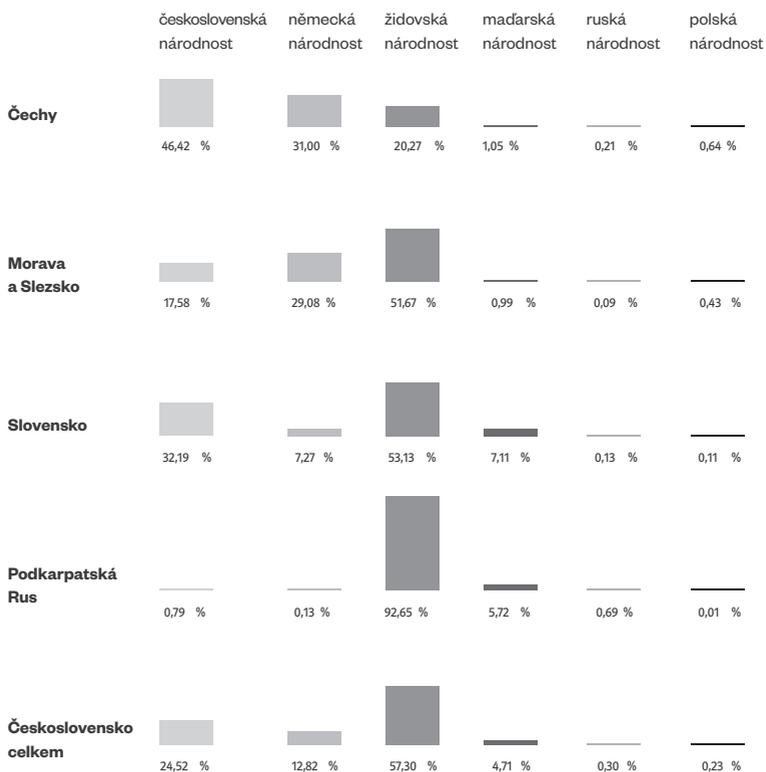 československá německá židovská maďarská ruská polská
národnost národnost národnost národnost národnost národnost
Čechy
46,42 % 31,00 % 20,27 % 1,05 % 0,21 % 0,64 %
Morava
a Slezsko
17,58 % 29,08 % 51,67 % 0,99 % 0,09 % 0,43 %
Slovensko
32,19 % 7,27 % 53,13 % 7,11 % 0,13 % 0,11 %
Podkarpatská
Rus
0,79 % 0,13 % 92,65 % 5,72 % 0,69 % 0,01 %
Československo
celkem
24,52 % 12,82 % 57,30 % 4,71 % 0,30 % 0,23 %